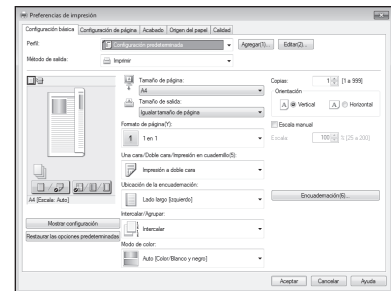 Preferencias de impresión
Configuración básica Configuración de página Acabado Origen del papel Calidad
Perfil: Configuración predeterminada Agregar(1)... Editar(2)...
Método de salida: Imprimir
Tamaño de página:
A4
Tamaño de salida:
Igualar tamaño de página
Formato de página(Y):
1 1 en 1
Una cara/Doble cara/Impresión en cuadernillo(5):
Impresión a doble cara
Ubicación de la encuadernación:
Lado largo [Izquierdo]
Intercalar/Agrupar:
Intercalar
Modo de color:
Auto [Color/Blanco y negro]
Copias: 1 [1 a 999]
Orientación
A Vertical A Horizontal
Escala manual
Escala: 100 % [25 a 200]
Encuadernación(6)...
A4 [Escala: Auto]
Mostrar configuración
Restaurar las opciones predeterminadas
Aceptar Cancelar Ayuda